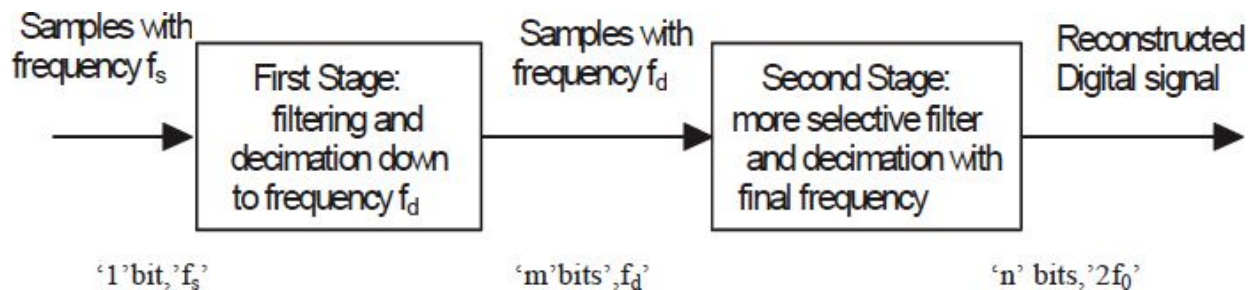 Samples with
frequency fs
First Stage:
filtering and
decimation down
to frequency fd
Samples with
frequency fd
Second Stage:
more selective filter
and decimation with
final frequency
Reconstructed
Digital signal
‘1’bit,’fs’
‘m’bits’,fd’
‘n’ bits,’2f0’